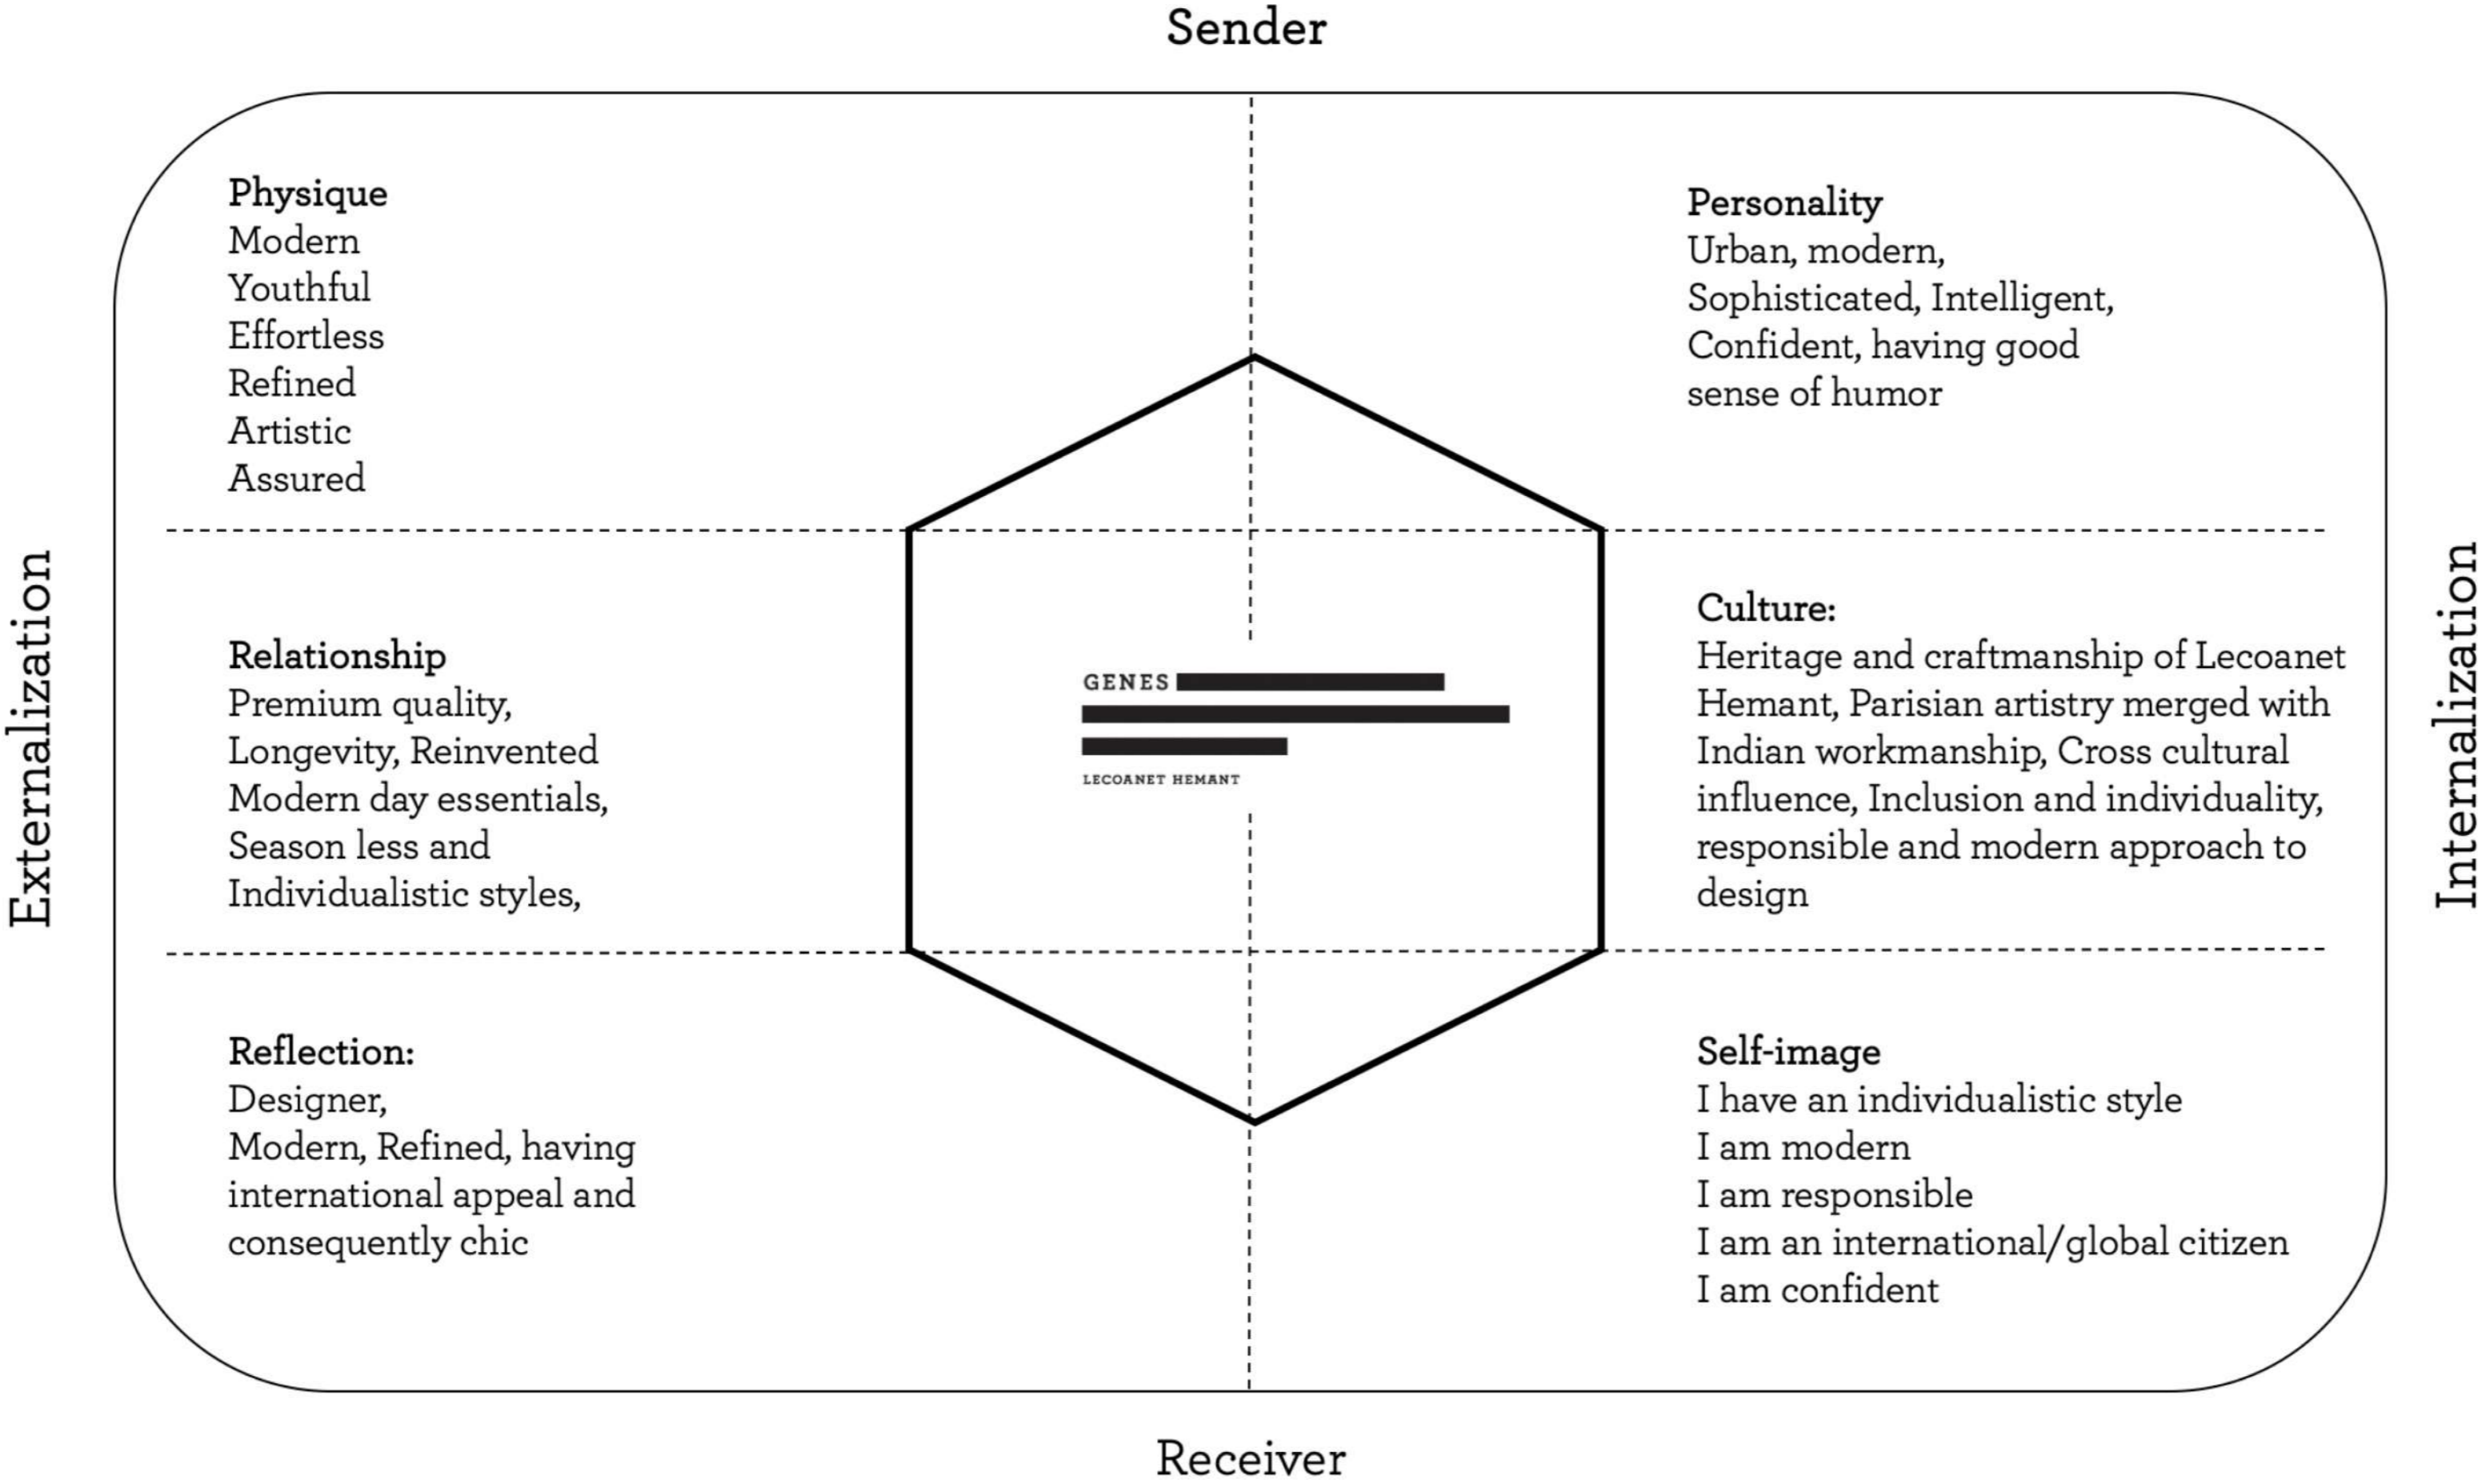 Sender
Physique
Modern
Youthful
Effortless
Refined
Artistic
Assured
Personality
Urban, modern,
Sophisticated, Intelligent,
Confident, having good
sense of humor
Externalization
Relationship
Premium quality,
Longevity, Reinvented
Modern day essentials,
Season less and
Individualistic styles,
GENES
LECOANET HEMANT
Culture:
Heritage and craftmanship of Lecoanet
Hemant, Parisian artistry merged with
Indian workmanship, Cross cultural
influence, Inclusion and individuality,
responsible and modern approach to
design
Internalization
Reflection:
Designer,
Modern, Refined, having
international appeal and
consequently chic
Self-image
I have an individualistic style
I am modern
I am responsible
I am an international/global citizen
I am confident
Receiver